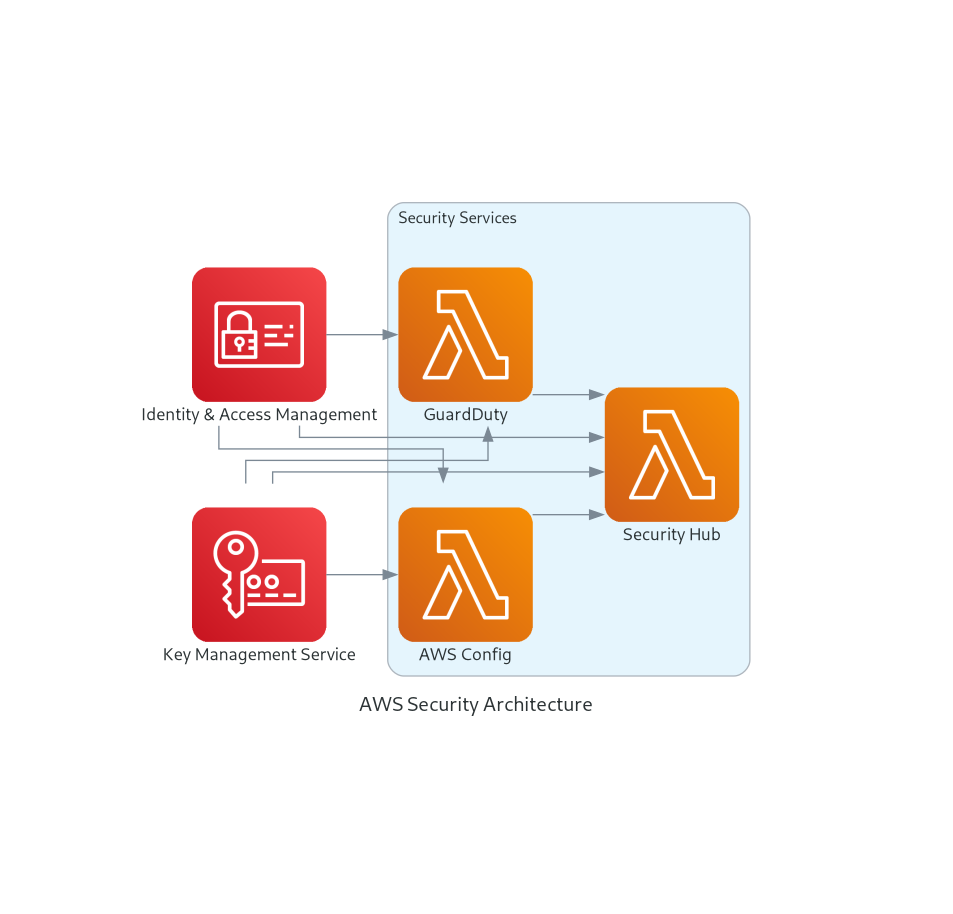 Security Services
Identity & Access Management
GuardDuty
Security Hub
Key Management Service
AWS Config
AWS Security Architecture